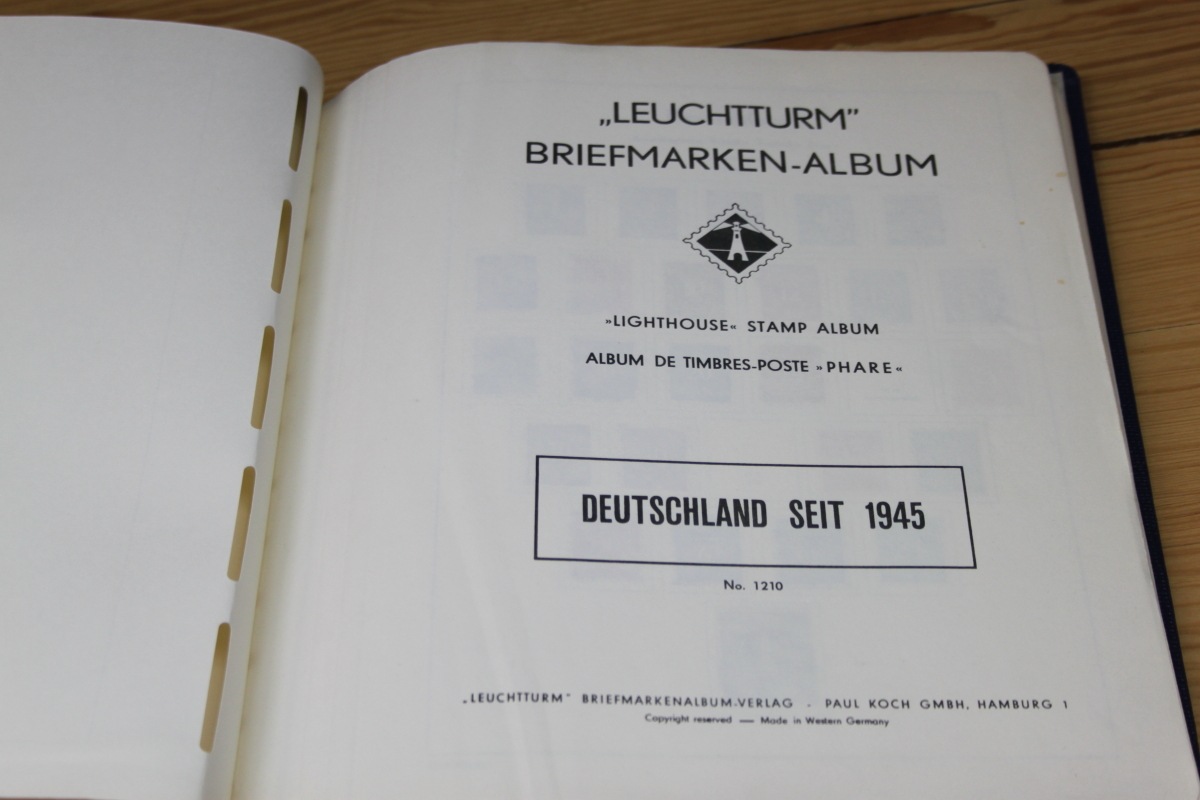 „LEUCHTTURM”
BRIEFMARKEN-ALBUM
»LIGHTHOUSE« STAMP ALBUM
ALBUM DE TIMBRES-POSTE »PHARE«
DEUTSCHLAND SEIT 1945
No. 1210
„LEUCHTTURM” BRIEFMARKENALBUM-VERLAG - PAUL KOCH GMBH, HAMBURG 1
Copyright reserved — Made in Western Germany